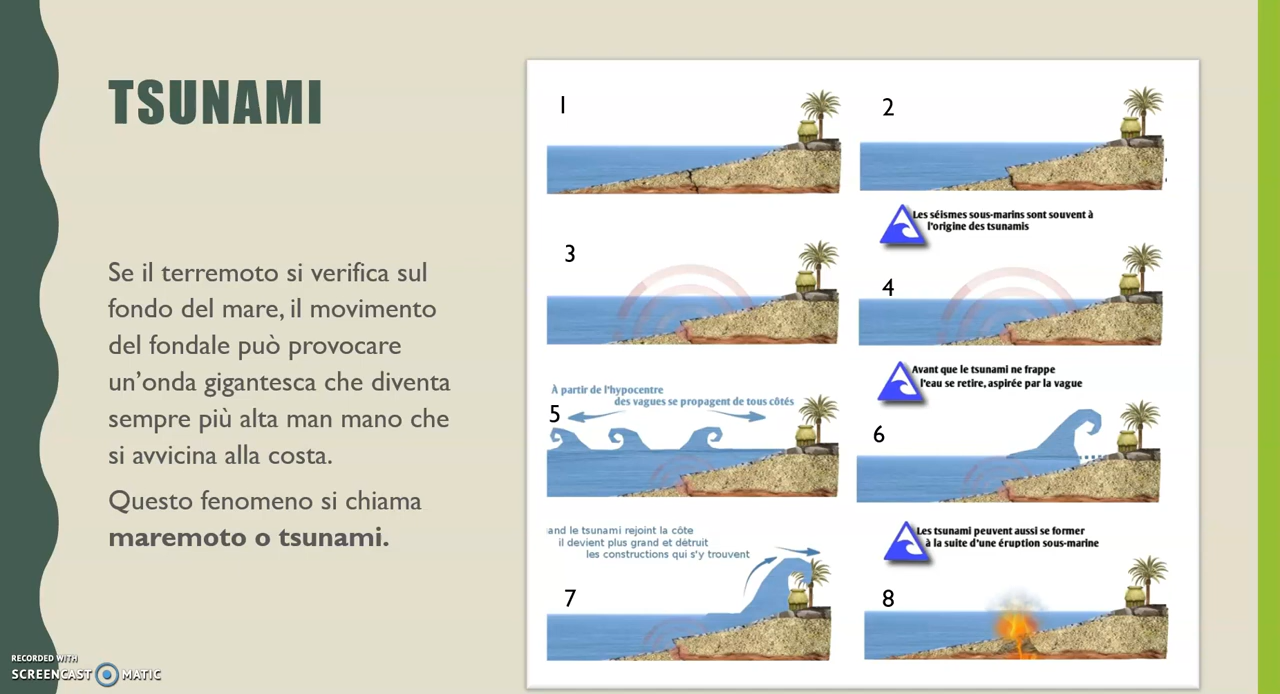 TSUNAMI
Se il terremoto si verifica sul
fondo del mare, il movimento
del fondale può provocare
un'onda gigantesca che diventa
sempre più alta man mano che
si avvicina alla costa.
Questo fenomeno si chiama
maremoto o tsunami.
1
2
Les séismes sous-marins sont souvent à
l'origine des tsunamis
3
4
Avant que le tsunami ne frappe
l'eau se retire, aspirée par la vague
À partir de l'hypocentre
des vagues se propagent de tous côtés
5
6
and le tsunami rejoint la côte
il devient plus grand et détruit
les constructions qui s'y trouvent
7
Les tsunami peuvent aussi se former
à la suite d'une éruption sous-marine
8
RECORDED WITH
SCREENCAST MATIC